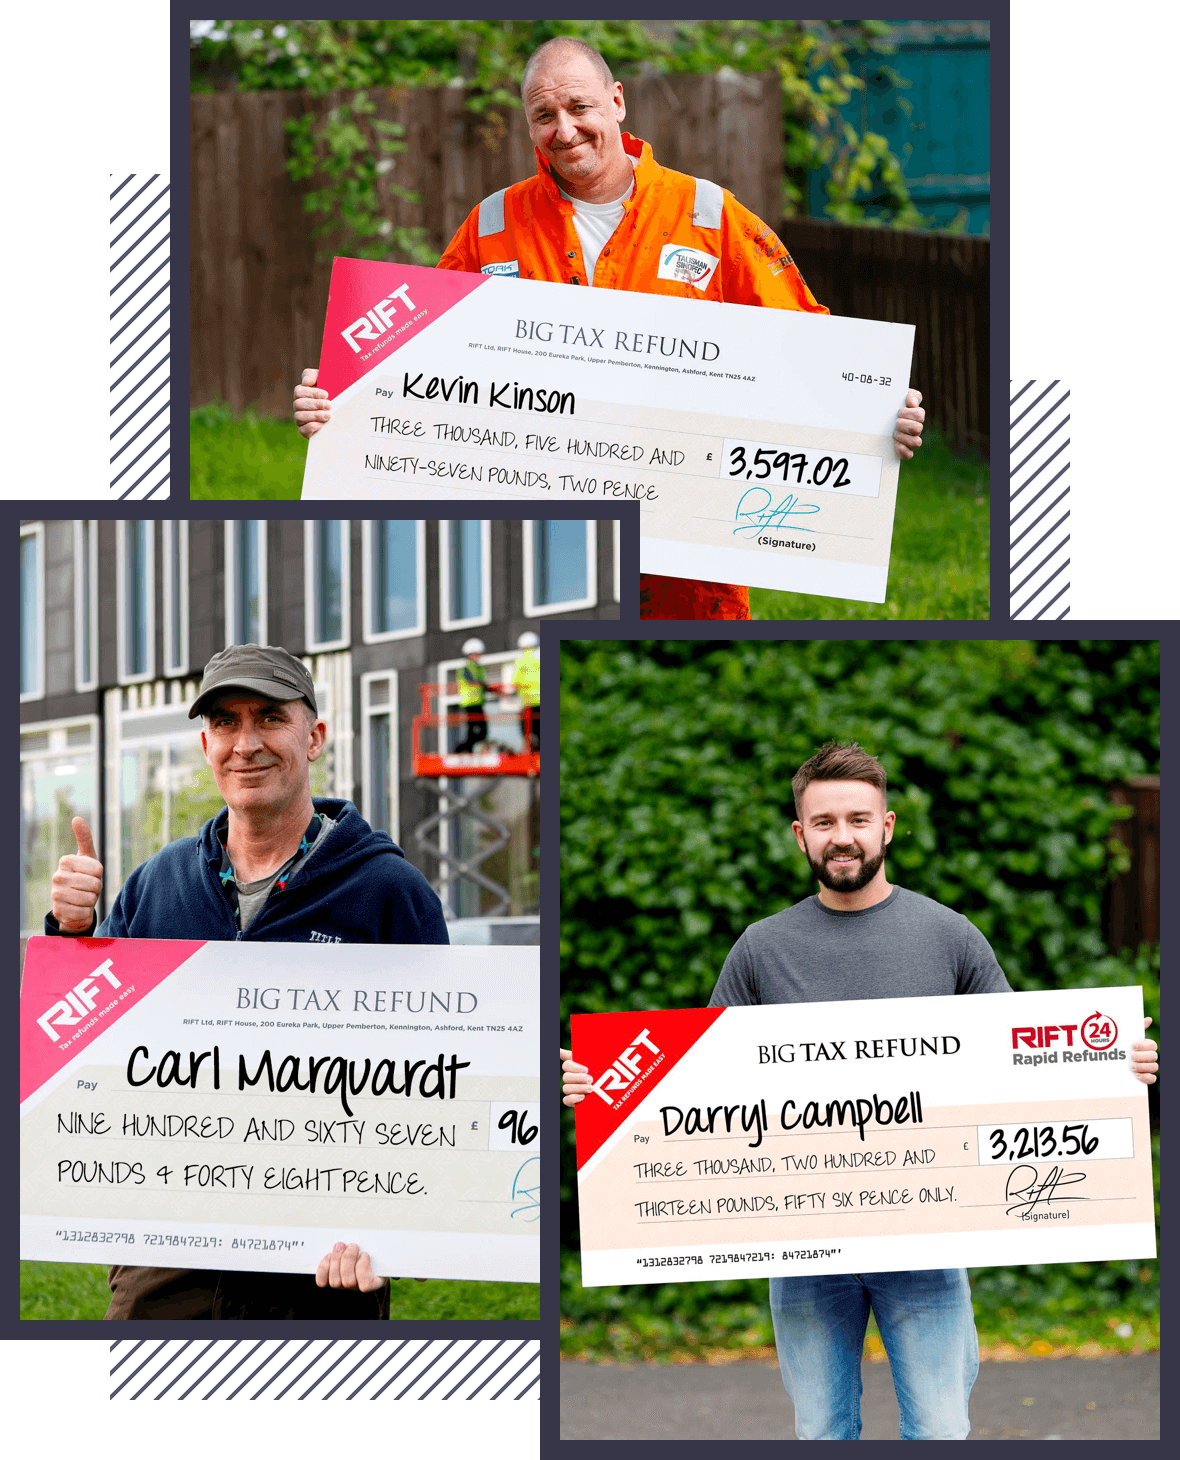 TORK
TALISMAN
SINOPEC
RIFT
Tax refunds made easy
BIG TAX REFUND
RIFT Ltd, RIFT House, 200 Eureka Park, Upper Pemberton, Kennington, Ashford, Kent TN25 4AZ
40-08-32
Pay Kevin Kinson
THREE THOUSAND, FIVE HUNDRED AND
£ 3,597.02
NINETY-SEVEN POUNDS, TWO PENCE
(Signature)
TITLE
RIFT
Tax refunds made easy
BIG TAX REFUND
RIFT Ltd, RIFT House, 200 Eureka Park, Upper Pemberton, Kennington, Ashford, Kent TN25 4AZ
Pay Carl Marquardt
NINE HUNDRED AND SIXTY SEVEN £ 96
POUNDS & FORTY EIGHT PENCE.
"1312832798 7219847219: 84721874"'
RIFT
TAX REFUNDS MADE EASY
BIG TAX REFUND
RIFT 24
HOURS
Rapid Refunds
Pay Darryl Campbell
£ 3,213.56
THREE THOUSAND, TWO HUNDRED AND
THIRTEEN POUNDS, FIFTY SIX PENCE ONLY.
(Signature)
"1312832798 7219847219: 84721874"'